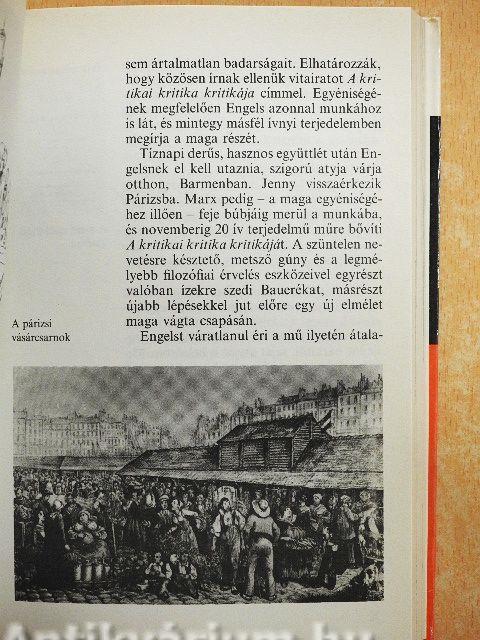 sem ártalmatlan badarságait. Elhatározzák,
hogy közösen írnak ellenük vitairatot A kri-
tikai kritika kritikája címmel. Egyéniségé-
nek megfelelően Engels azonnal munkához
is lát, és mintegy másfél ívnyi terjedelemben
megírja a maga részét.
Tíznapi derűs, hasznos együttlét után En-
gelsnek el kell utaznia, szigorú atyja várja
otthon, Barmenban. Jenny visszaérkezik
Párizsba. Marx pedig – a maga egyéniségé-
hez illően – feje búbjáig merül a munkába,
és novemberig 20 ív terjedelmű műre bővíti
A kritikai kritika kritikáját. A szüntelen ne-
vetésre késztető, metsző gúny és a legmé-
lyebb filozófiai érvelés eszközeivel egyrészt
valóban ízekre szedi Bauerékat, másrészt
újabb lépésekkel jut előre egy új elmélet
maga vágta csapásán.
Engelst váratlanul éri a mű ilyetén átala-
A párizsi
vásárcsarnok
Antikvárium.hu